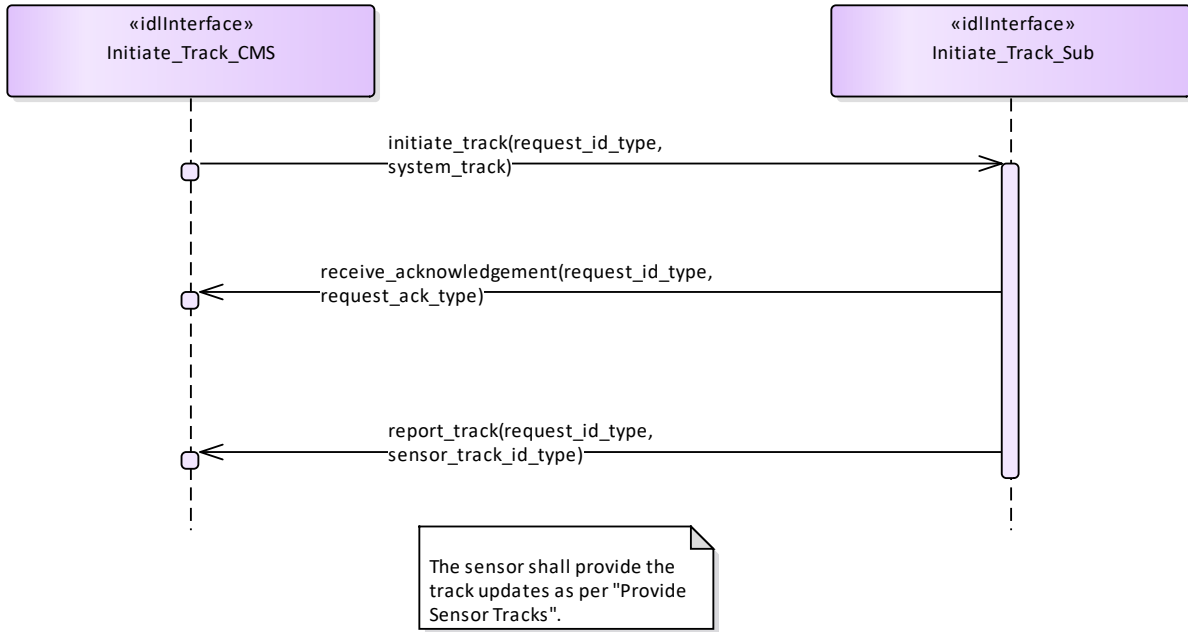 «idlInterface»
Initiate_Track_CMS
«idlInterface»
Initiate_Track_Sub
initiate_track(request_id_type,
system_track)
receive_acknowledgement(request_id_type,
request_ack_type)
report_track(request_id_type,
sensor_track_id_type)
The sensor shall provide the
track updates as per "Provide
Sensor Tracks".